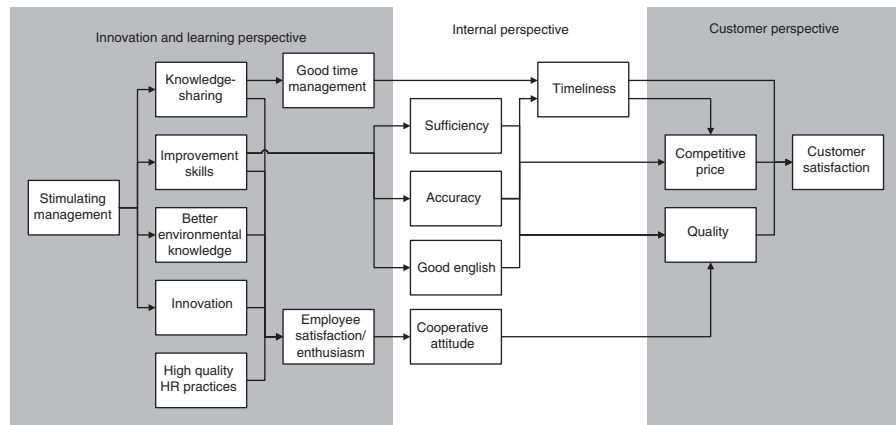 Innovation and learning perspective
Internal perspective
Customer perspective
Knowledge-
sharing
Good time
management
Timeliness
Sufficiency
Improvement
skills
Competitive
price
Customer
satisfaction
Stimulating
management
Accuracy
Better
environmental
knowledge
Quality
Good english
Innovation
Employee
satisfaction/
enthusiasm
Cooperative
attitude
High quality
HR practices